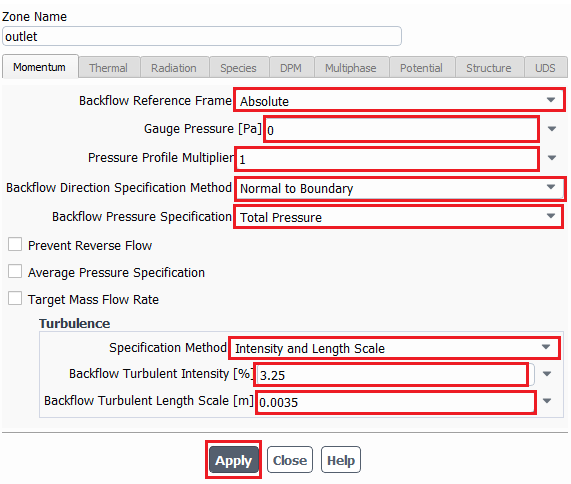 Zone Name
outlet
Momentum Thermal Radiation Species DPM Multiphase Potential Structure UDS
Backflow Reference Frame Absolute
Gauge Pressure [Pa] 0
Pressure Profile Multiplier 1
Backflow Direction Specification Method Normal to Boundary
Backflow Pressure Specification Total Pressure
Prevent Reverse Flow
Average Pressure Specification
Target Mass Flow Rate
Turbulence
Specification Method Intensity and Length Scale
Backflow Turbulent Intensity [%] 3.25
Backflow Turbulent Length Scale [m] 0.0035
Apply Close Help